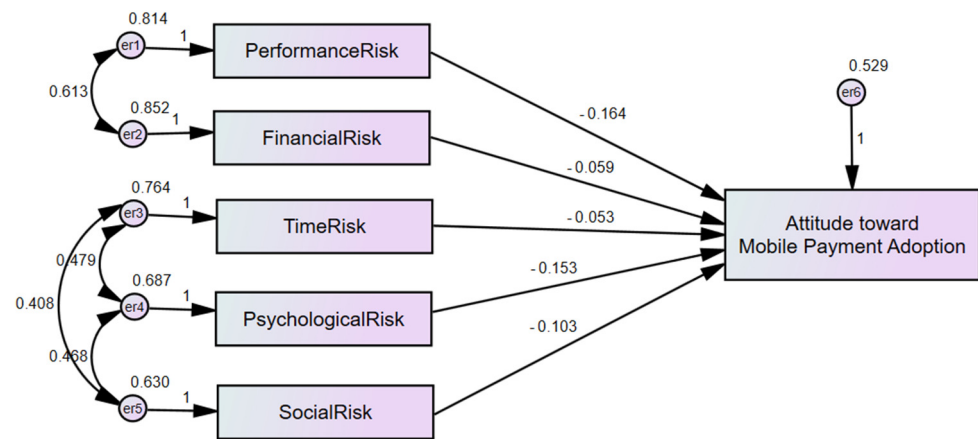 0.814
er1
1
PerformanceRisk
0.613
0.852
er2
1
FinancialRisk
0.764
er3
1
TimeRisk
0.479
0.408
0.687
er4
1
PsychologicalRisk
0.468
0.630
er5
1
SocialRisk
-0.164
-0.059
-0.053
-0.153
-0.103
0.529
er6
1
Attitude toward
Mobile Payment Adoption